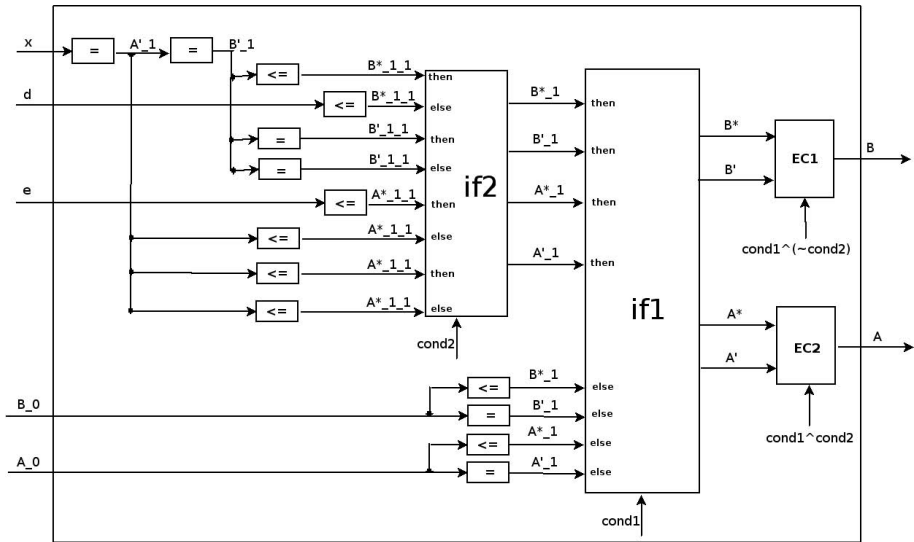 x
=
A'_1
=
B'_1
<=
B*_1_1
then
d
<=
B*_1_1
else
=
B'_1_1
then
=
B'_1_1
else
e
<=
A*_1_1
then
<=
A*_1_1
else
<=
A*_1_1
then
<=
A*_1_1
else
if2
cond2
B*_1
then
B'_1
then
A*_1
then
A'_1
then
if1
B_0
<=
B*_1
else
=
B'_1
else
A_0
<=
A*_1
else
=
A'_1
else
cond1
B*
B'
EC1
B
cond1^(~cond2)
A*
A'
EC2
A
cond1^cond2